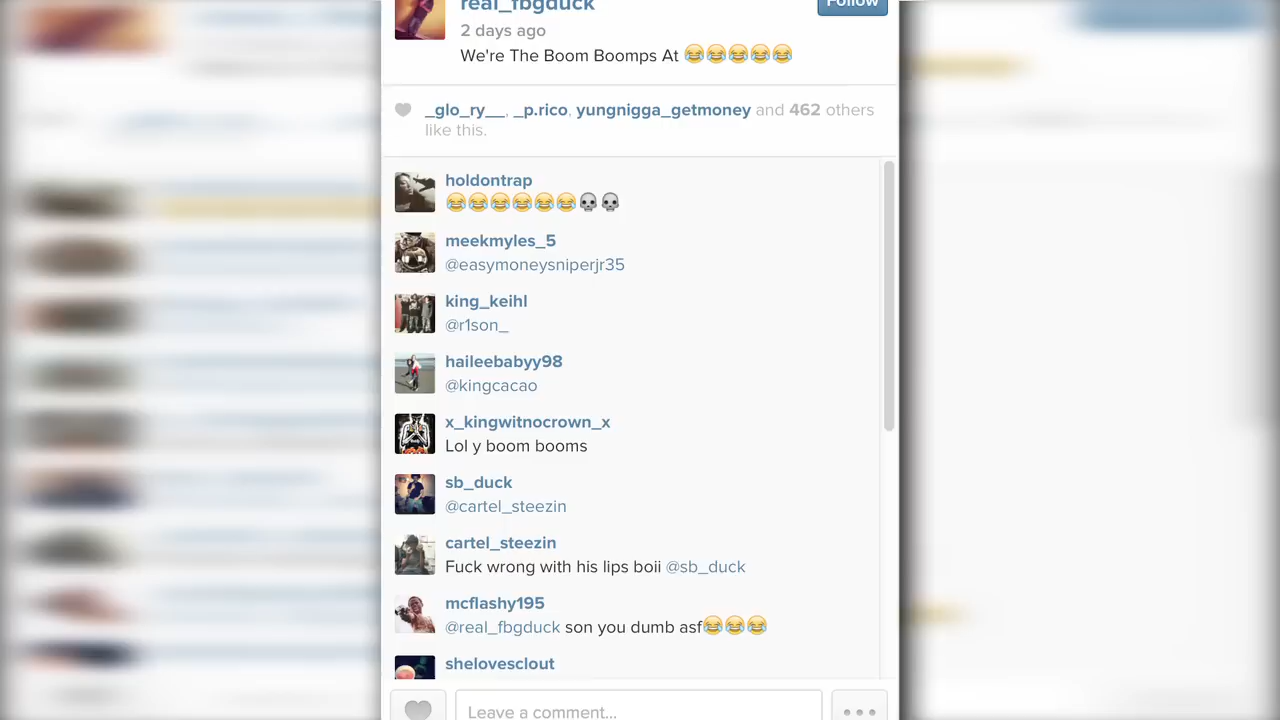 real_fbgduck
Follow
2 days ago
We're The Boom Boomps At 😂😂😂😂😂
_glo_ry__, _p.rico, yungnigga_getmoney and 462 others
like this.
holdontrap
😂😂😂😂😂😂💀💀
meekmyles_5
@easymoneysniperjr35
king_keihl
@r1son_
haileebabyy98
@kingcacao
x_kingwitnocrown_x
Lol y boom booms
sb_duck
@cartel_steezin
cartel_steezin
Fuck wrong with his lips boii @sb_duck
mcflashy195
@real_fbgduck son you dumb asf😂😂😂
shelovesclout
Leave a comment...